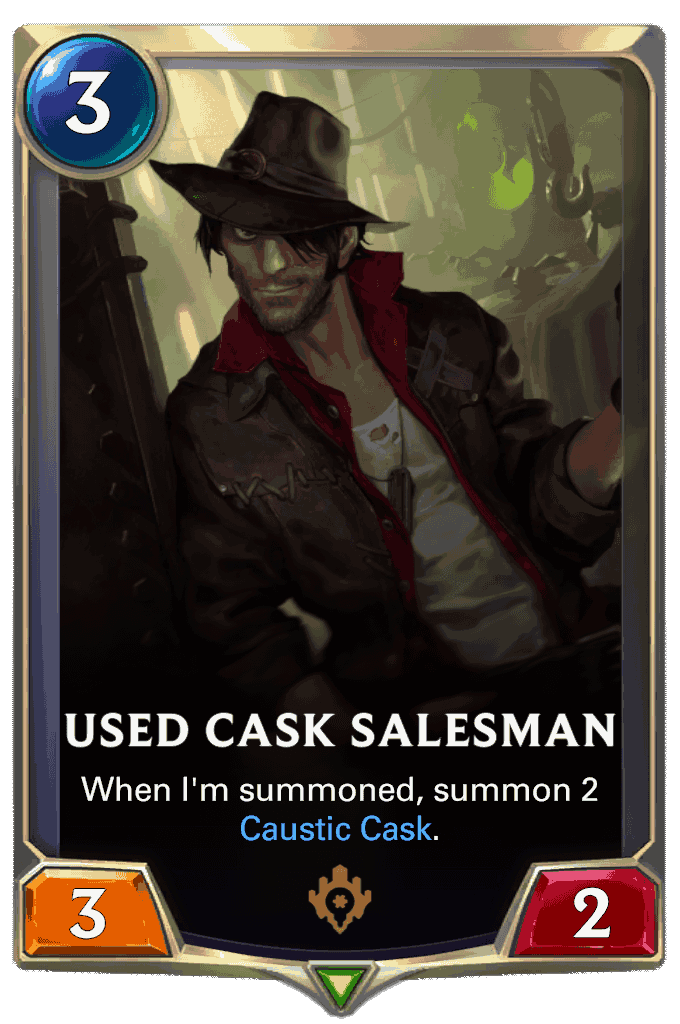 3
USED CASK SALESMAN
When I'm summoned, summon 2
Caustic Cask.
3
2